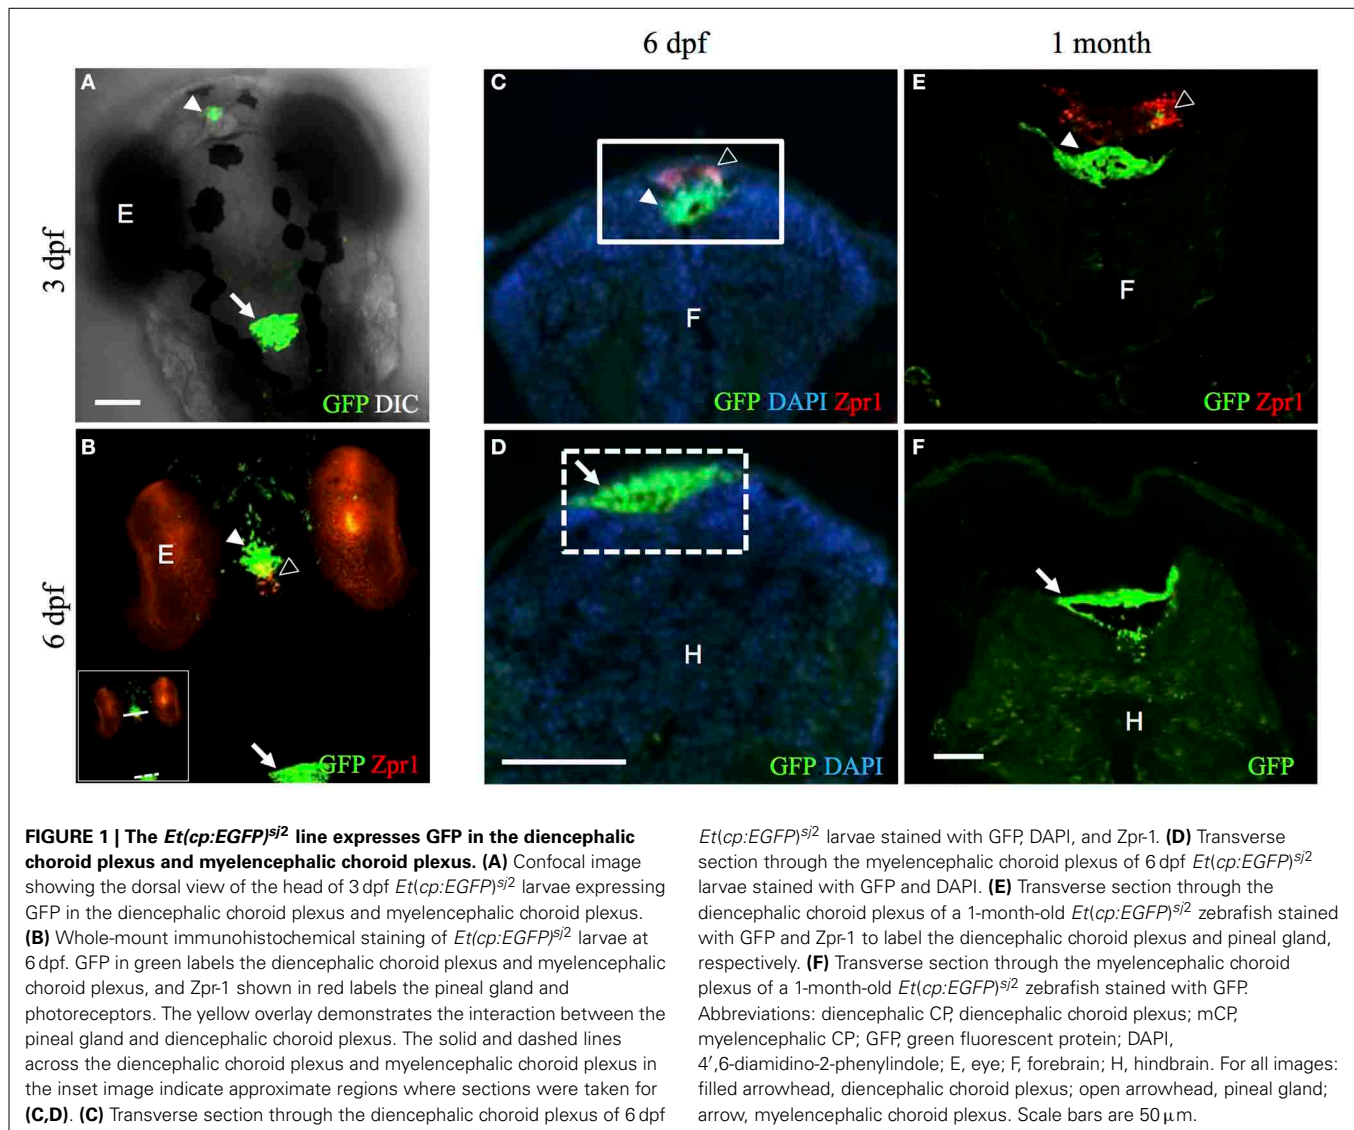 6 dpf
1 month
3 dpf
6 dpf
A
E
GFP DIC
B
E
GFP Zpr1
C
F
GFP DAPI Zpr1
D
H
GFP DAPI
E
F
GFP Zpr1
F
H
GFP
FIGURE 1 | The Et(cp:EGFP)sj2 line expresses GFP in the diencephalic
choroid plexus and myelencephalic choroid plexus. (A) Confocal image
showing the dorsal view of the head of 3 dpf Et(cp:EGFP)sj2 larvae expressing
GFP in the diencephalic choroid plexus and myelencephalic choroid plexus.
(B) Whole-mount immunohistochemical staining of Et(cp:EGFP)sj2 larvae at
6 dpf. GFP in green labels the diencephalic choroid plexus and myelencephalic
choroid plexus, and Zpr-1 shown in red labels the pineal gland and
photoreceptors. The yellow overlay demonstrates the interaction between the
pineal gland and diencephalic choroid plexus. The solid and dashed lines
across the diencephalic choroid plexus and myelencephalic choroid plexus in
the inset image indicate approximate regions where sections were taken for
(C,D). (C) Transverse section through the diencephalic choroid plexus of 6 dpf
Et(cp:EGFP)sj2 larvae stained with GFP, DAPI, and Zpr-1. (D) Transverse
section through the myelencephalic choroid plexus of 6 dpf Et(cp:EGFP)sj2
larvae stained with GFP and DAPI. (E) Transverse section through the
diencephalic choroid plexus of a 1-month-old Et(cp:EGFP)sj2 zebrafish stained
with GFP and Zpr-1 to label the diencephalic choroid plexus and pineal gland,
respectively. (F) Transverse section through the myelencephalic choroid
plexus of a 1-month-old Et(cp:EGFP)sj2 zebrafish stained with GFP.
Abbreviations: diencephalic CP, diencephalic choroid plexus; mCP,
myelencephalic CP; GFP, green fluorescent protein; DAPI,
4′,6-diamidino-2-phenylindole; E, eye; F, forebrain; H, hindbrain. For all images:
filled arrowhead, diencephalic choroid plexus; open arrowhead, pineal gland;
arrow, myelencephalic choroid plexus. Scale bars are 50 μm.